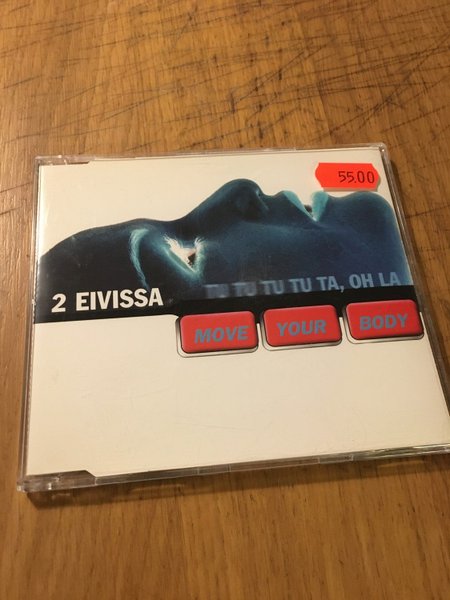 55.00
TU TU TU TU TA, OH LA
2 EIVISSA
MOVE YOUR BODY